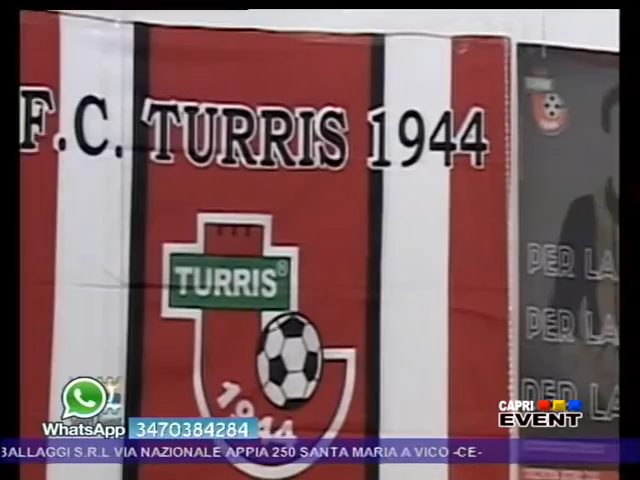 F.C. TURRIS 1944
TURRIS®
1944
PER LA
PER LA
PER LA
CAPRI
EVENT
WhatsApp 3470384284
BALLAGGI S.R.L VIA NAZIONALE APPIA 250 SANTA MARIA A VICO -CE-